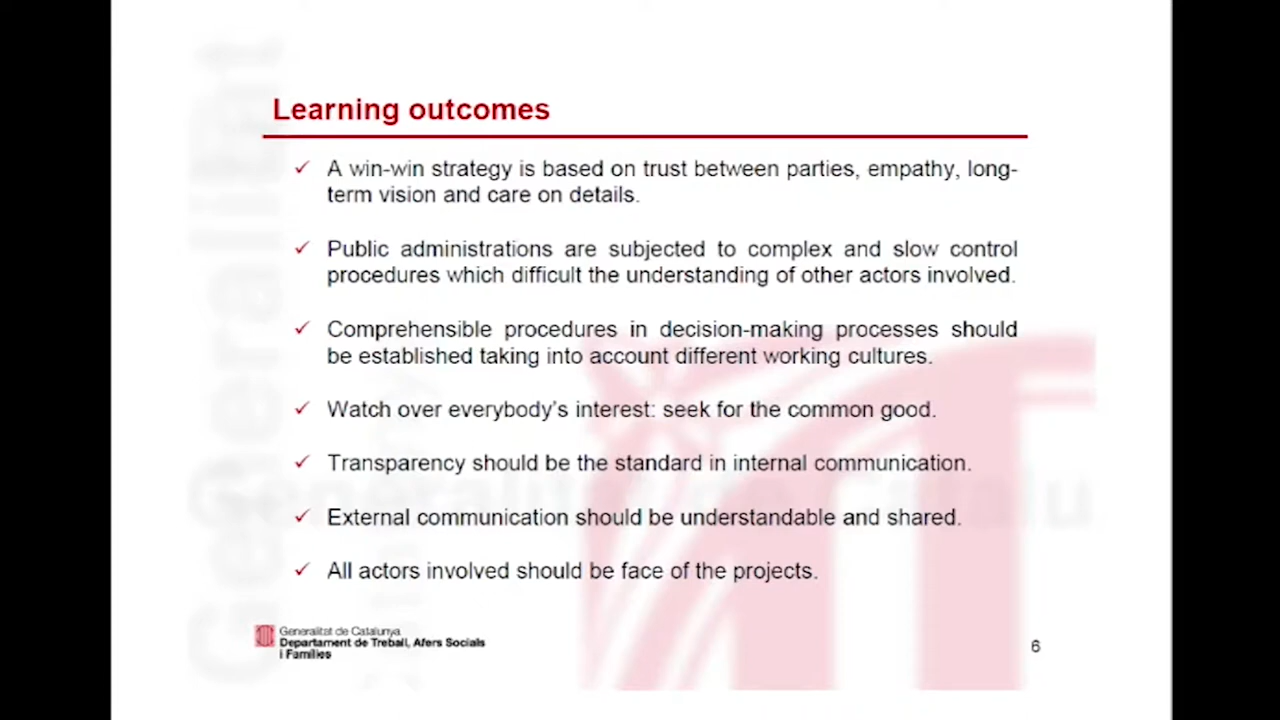 Learning outcomes
A win-win strategy is based on trust between parties, empathy, long-
term vision and care on details.
Public administrations are subjected to complex and slow control
procedures which difficult the understanding of other actors involved.
Comprehensible procedures in decision-making processes should
be established taking into account different working cultures.
Watch over everybody's interest: seek for the common good.
Transparency should be the standard in internal communication.
External communication should be understandable and shared.
All actors involved should be face of the projects.
Generalitat de Catalunya
Departament de Treball, Afers Socials
i Famílies
6